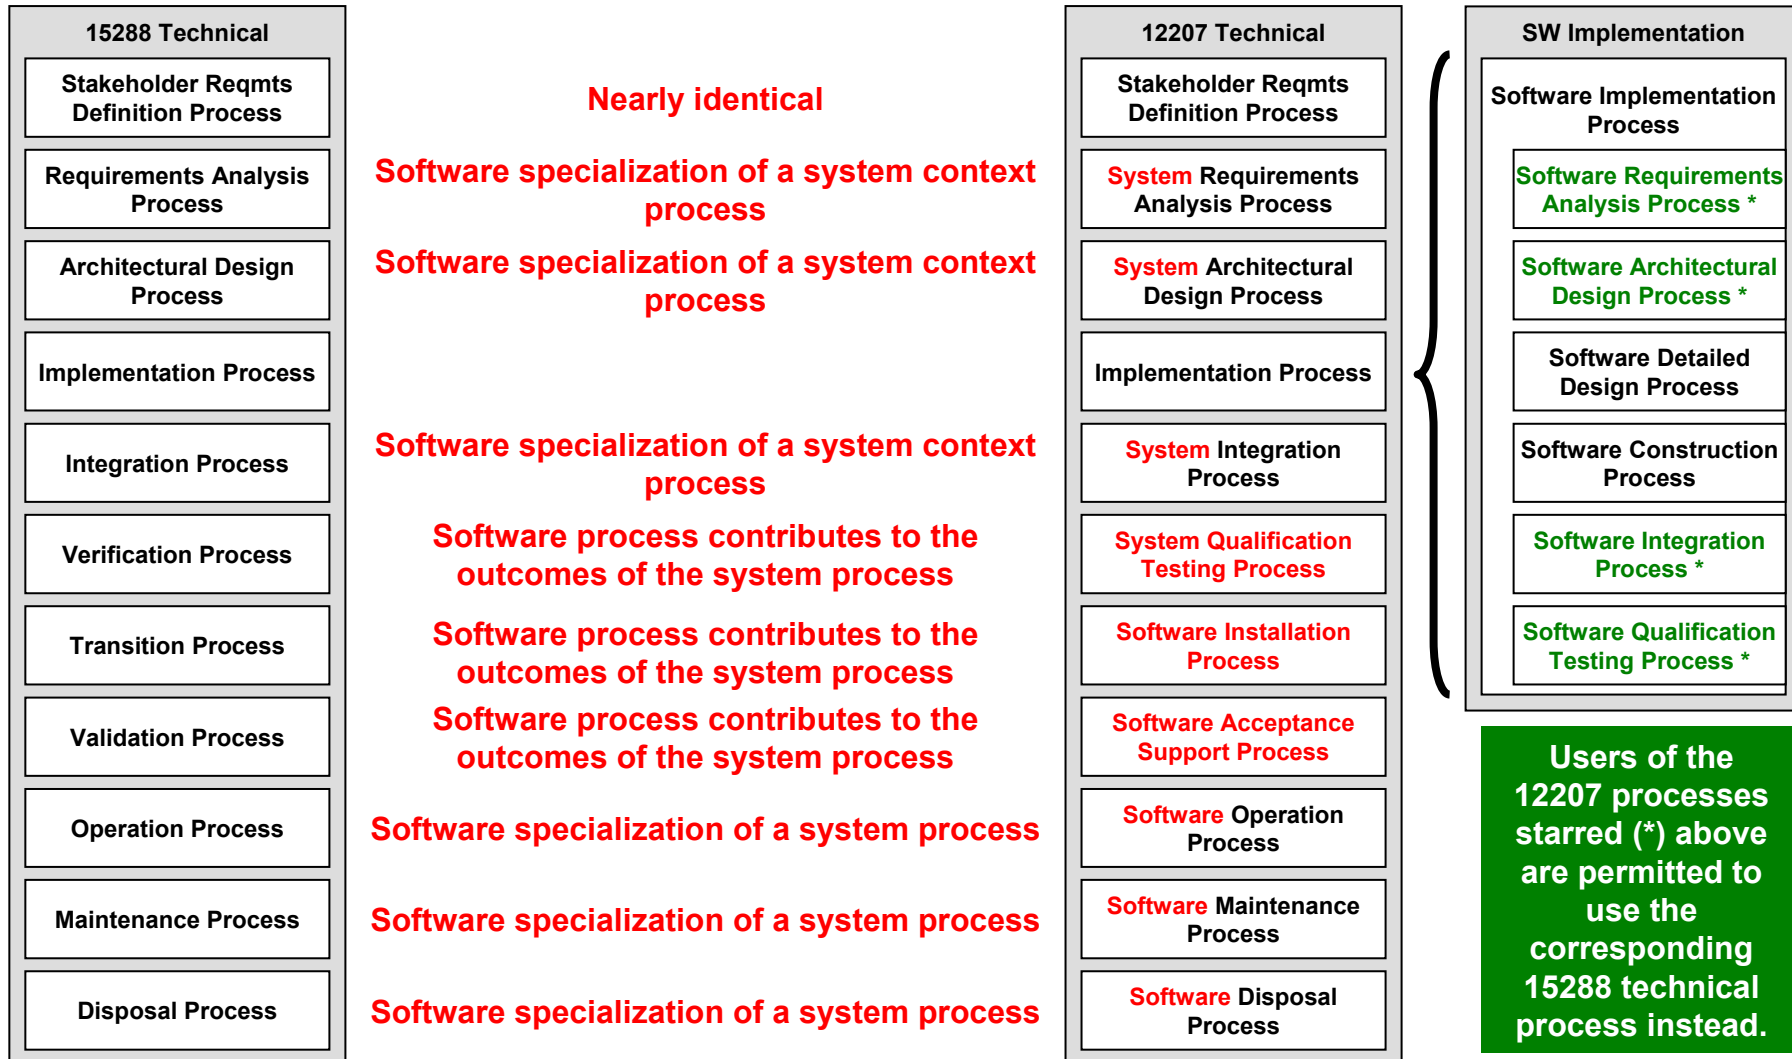 15288 Technical
Stakeholder Reqmts
Definition Process
Requirements Analysis
Process
Architectural Design
Process
Implementation Process
Integration Process
Verification Process
Transition Process
Validation Process
Operation Process
Maintenance Process
Disposal Process
Nearly identical
Software specialization of a system context
process
Software specialization of a system context
process
Software specialization of a system context
process
Software process contributes to the
outcomes of the system process
Software process contributes to the
outcomes of the system process
Software process contributes to the
outcomes of the system process
Software specialization of a system process
Software specialization of a system process
Software specialization of a system process
12207 Technical
Stakeholder Reqmts
Definition Process
System Requirements
Analysis Process
System Architectural
Design Process
Implementation Process
System Integration
Process
System Qualification
Testing Process
Software Installation
Process
Software Acceptance
Support Process
Software Operation
Process
Software Maintenance
Process
Software Disposal
Process
SW Implementation
Software Implementation
Process
Software Requirements
Analysis Process *
Software Architectural
Design Process *
Software Detailed
Design Process
Software Construction
Process
Software Integration
Process *
Software Qualification
Testing Process *
Users of the
12207 processes
starred (*) above
are permitted to
use the
corresponding
15288 technical
process instead.